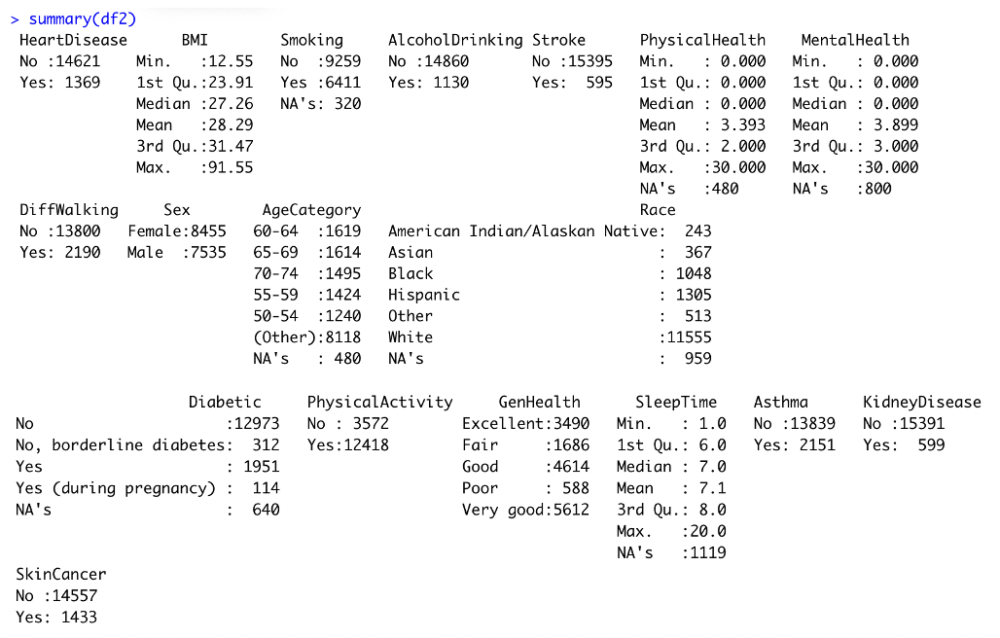 > summary(df2)
HeartDisease BMI Smoking AlcoholDrinking Stroke PhysicalHealth MentalHealth
No :14621 Min. :12.55 No :9259 No :14860 No :15395 Min. : 0.000 Min. : 0.000
Yes: 1369 1st Qu.:23.91 Yes :6411 Yes: 1130 Yes: 595 1st Qu.: 0.000 1st Qu.: 0.000
Median :27.26 NA's: 320 Median : 0.000 Median : 0.000
Mean :28.29 Mean : 3.393 Mean : 3.899
3rd Qu.:31.47 3rd Qu.: 2.000 3rd Qu.: 3.000
Max. :91.55 Max. :30.000 Max. :30.000
NA's :480 NA's :800
DiffWalking Sex AgeCategory Race
No :13800 Female:8455 60-64 :1619 American Indian/Alaskan Native: 243
Yes: 2190 Male :7535 65-69 :1614 Asian : 367
70-74 :1495 Black : 1048
55-59 :1424 Hispanic : 1305
50-54 :1240 Other : 513
(Other):8118 White :11555
NA's : 480 NA's : 959
Diabetic PhysicalActivity GenHealth SleepTime Asthma KidneyDisease
No :12973 No : 3572 Excellent:3490 Min. : 1.0 No :13839 No :15391
No, borderline diabetes: 312 Yes:12418 Fair :1686 1st Qu.: 6.0 Yes: 2151 Yes: 599
Yes : 1951 Good :4614 Median : 7.0
Yes (during pregnancy) : 114 Poor : 588 Mean : 7.1
NA's : 640 Very good:5612 3rd Qu.: 8.0
Max. :20.0
NA's :1119
SkinCancer
No :14557
Yes: 1433